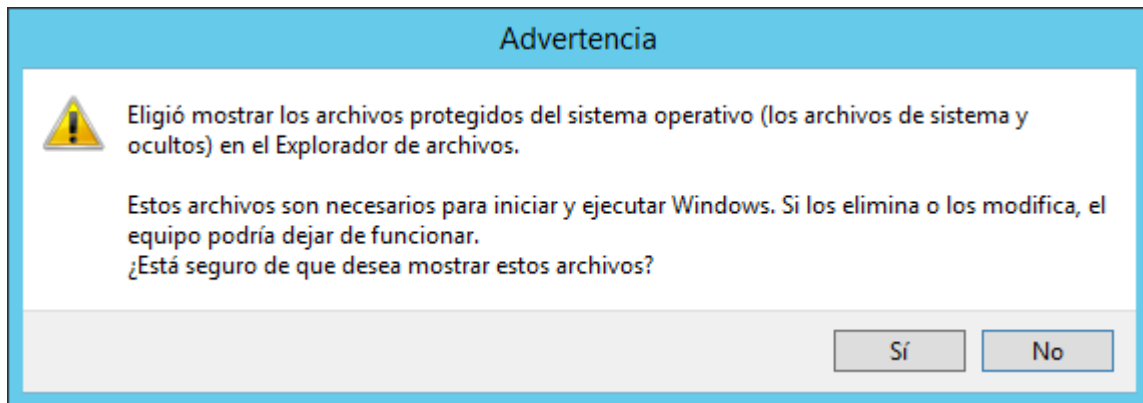 Advertencia
Eligió mostrar los archivos protegidos del sistema operativo (los archivos de sistema y
ocultos) en el Explorador de archivos.
Estos archivos son necesarios para iniciar y ejecutar Windows. Si los elimina o los modifica, el
equipo podría dejar de funcionar.
¿Está seguro de que desea mostrar estos archivos?
Sí
No